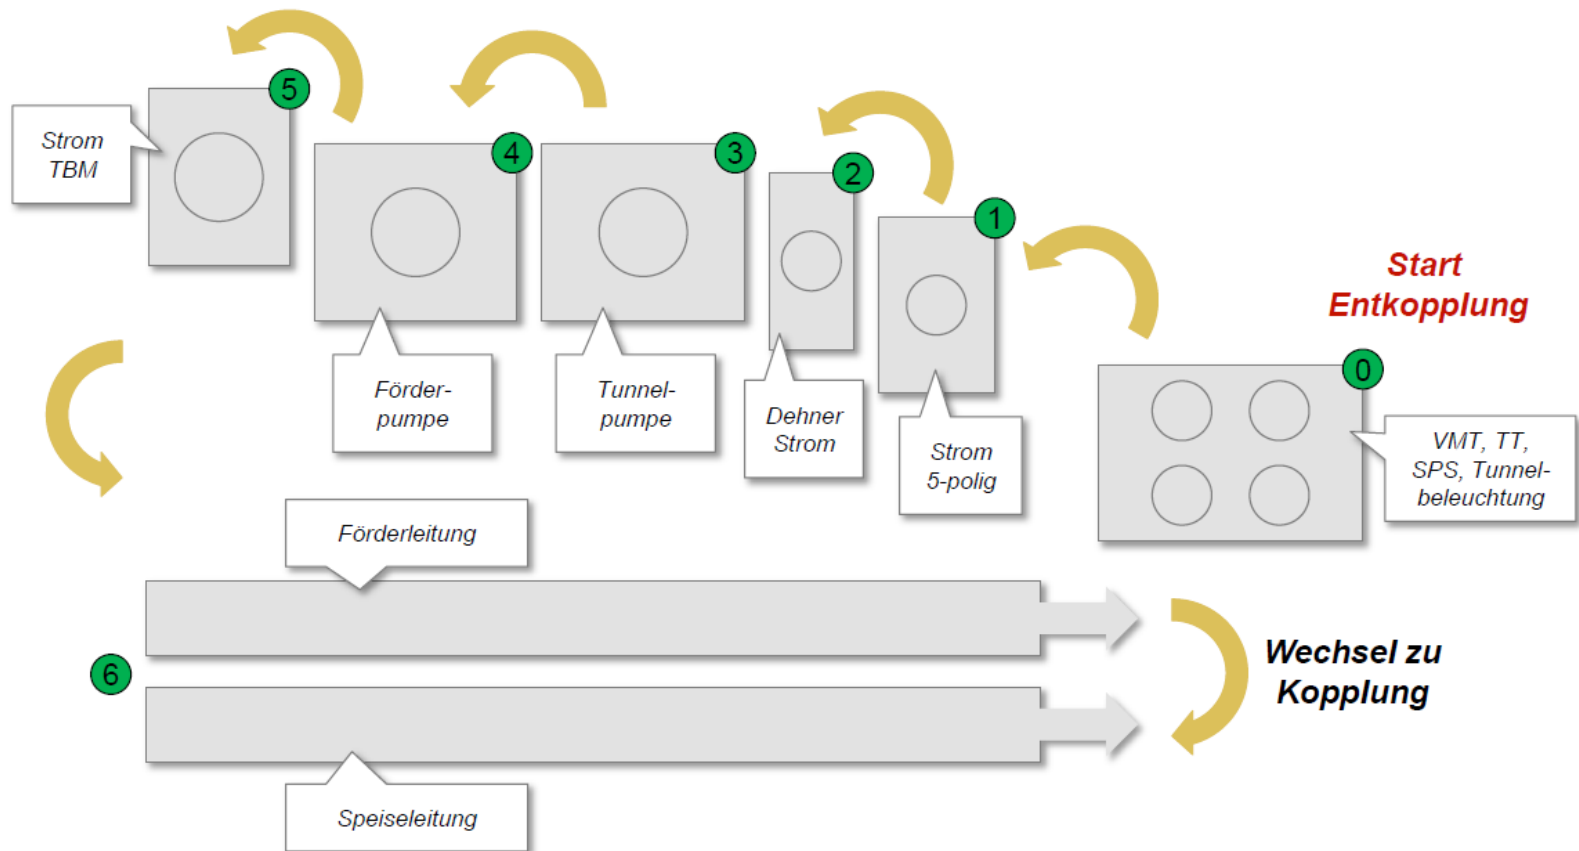 5
Strom
TBM
4
3
2
1
Start
Entkopplung
0
Förder-
pumpe
Tunnel-
pumpe
Dehner
Strom
Strom
5-polig
VMT, TT,
SPS, Tunnel-
beleuchtung
Förderleitung
6
Wechsel zu
Kopplung
Speiseleitung